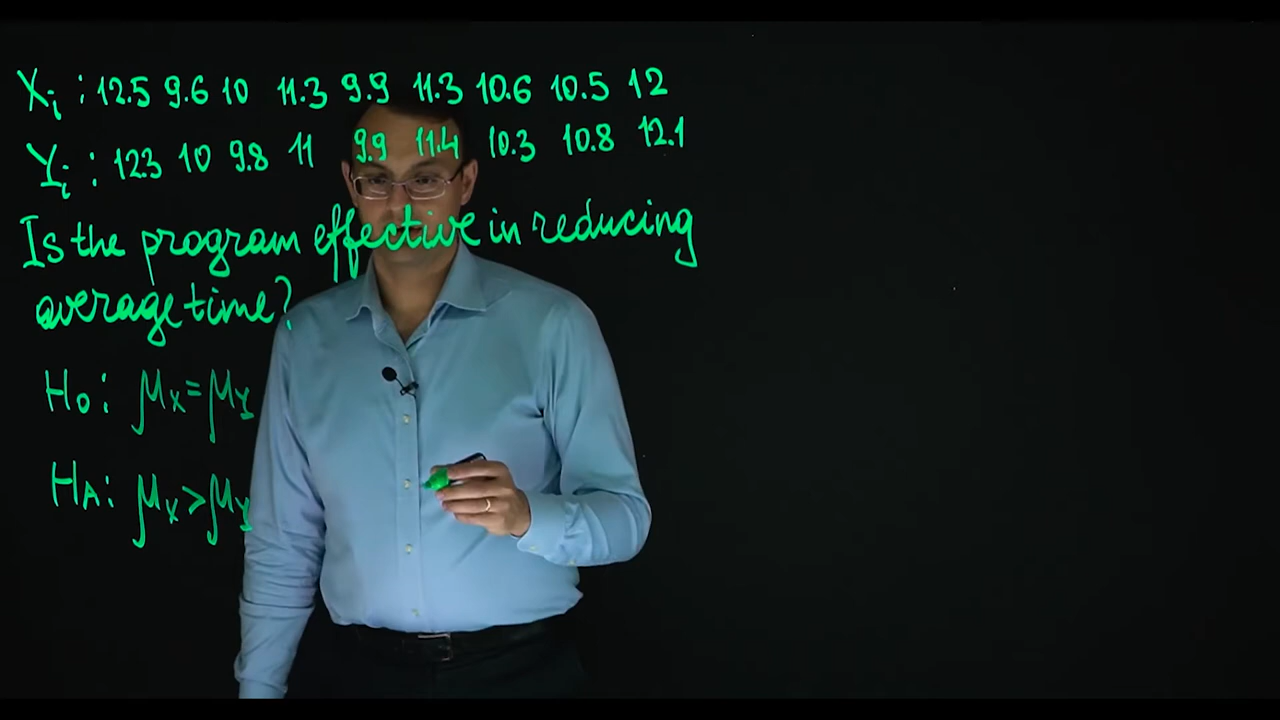 Xi : 12.5 9.6 10 11.3 9.9 11.3 10.6 10.5 12
Yi : 12.3 10 9.8 11 9.9 11.4 10.3 10.8 12.1
Is the program effective in reducing
average time?
H0: μx = μy
HA: μx > μy